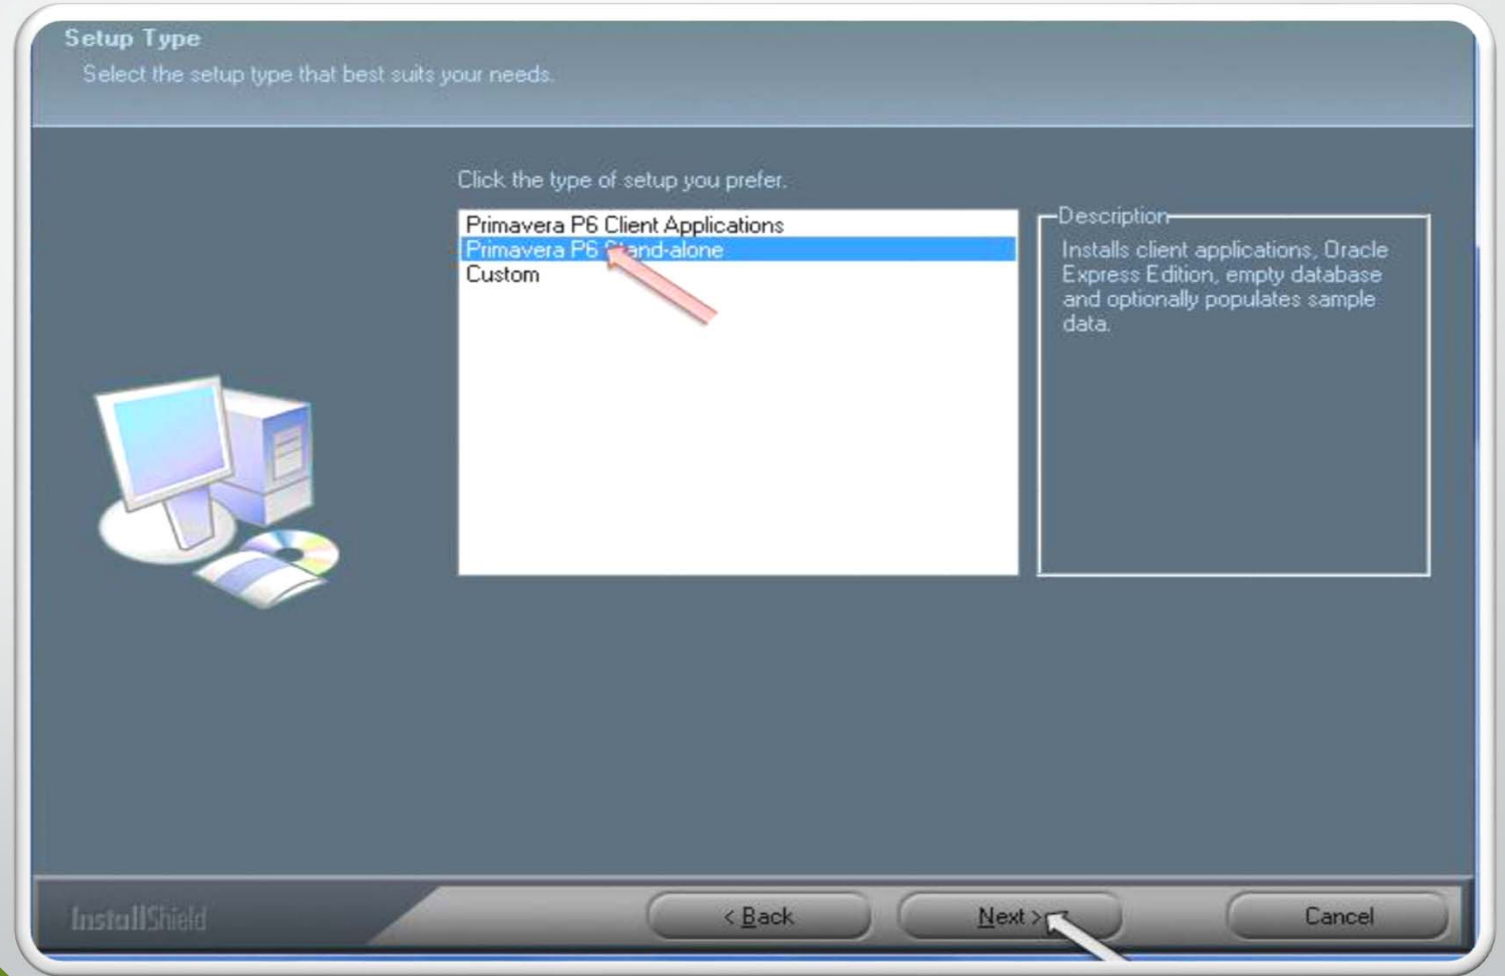 Setup Type
Select the setup type that best suits your needs.
Click the type of setup you prefer.
Primavera P6 Client Applications
Primavera P6 Stand-alone
Custom
Description
Installs client applications, Oracle
Express Edition, empty database
and optionally populates sample
data.
InstallShield
< Back
Next >
Cancel